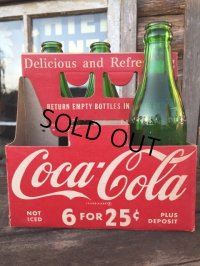 Delicious and Refre
RETURN EMPTY BOTTLES IN
SOLD OUT
Coca-Cola
NOT ICED
6 FOR 25¢
PLUS DEPOSIT